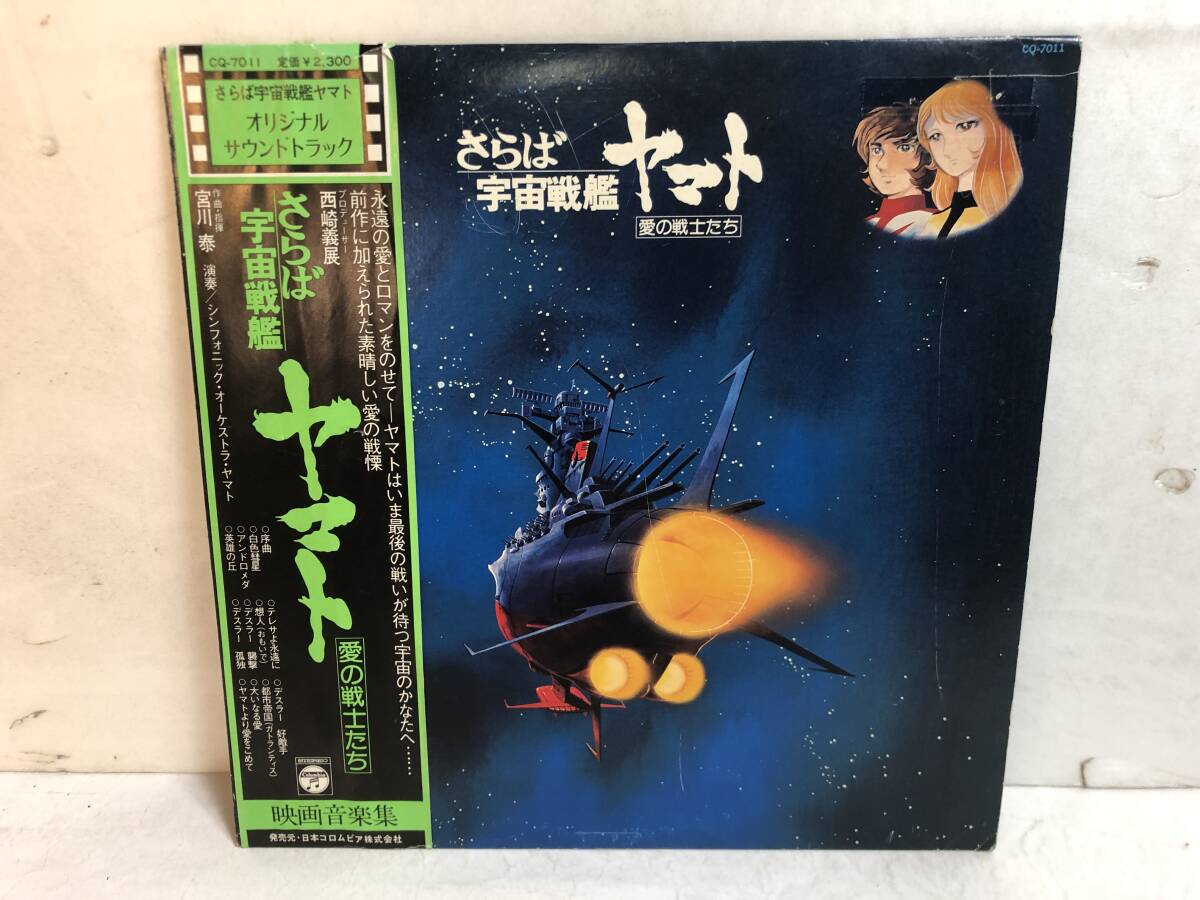 CQ-7011 定価¥2,300
さらば宇宙戦艦ヤマト
オリジナル
サウンドトラック
永遠の愛とロマンをのせて―ヤマトはいま最後の戦いが待つ宇宙のかなたへ……
前作に加えられた素晴しい愛の戦慄
プロデューサー
西崎義展
さらば
宇宙戦艦
ヤマト
愛の戦士たち
作曲・指揮
宮川 泰 演奏/シンフォニック・オーケストラ・ヤマト
○序曲
○白色彗星
○アンドロメダ
○英雄の丘
○テレサよ永遠に
○想人(おもいで)
○デスラー 襲撃
○デスラー 孤独
○デスラー 好敵手
○都市帝国(ガトランティス)
○大いなる愛
○ヤマトより愛をこめて
STEREO
Columbia
映画音楽集
発売元・日本コロムビア株式会社
CQ-7011
さらば
宇宙戦艦
ヤマト
愛の戦士たち